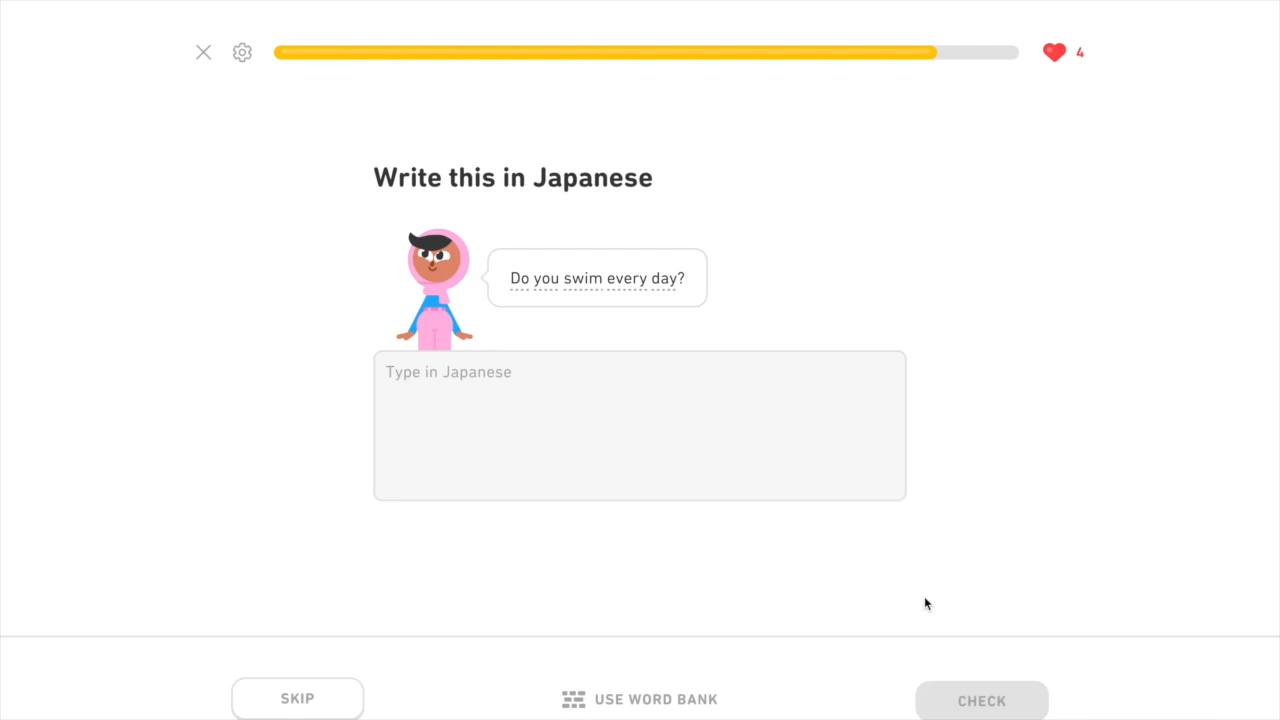 4
Write this in Japanese
Do you swim every day?
Type in Japanese
SKIP
USE WORD BANK
CHECK